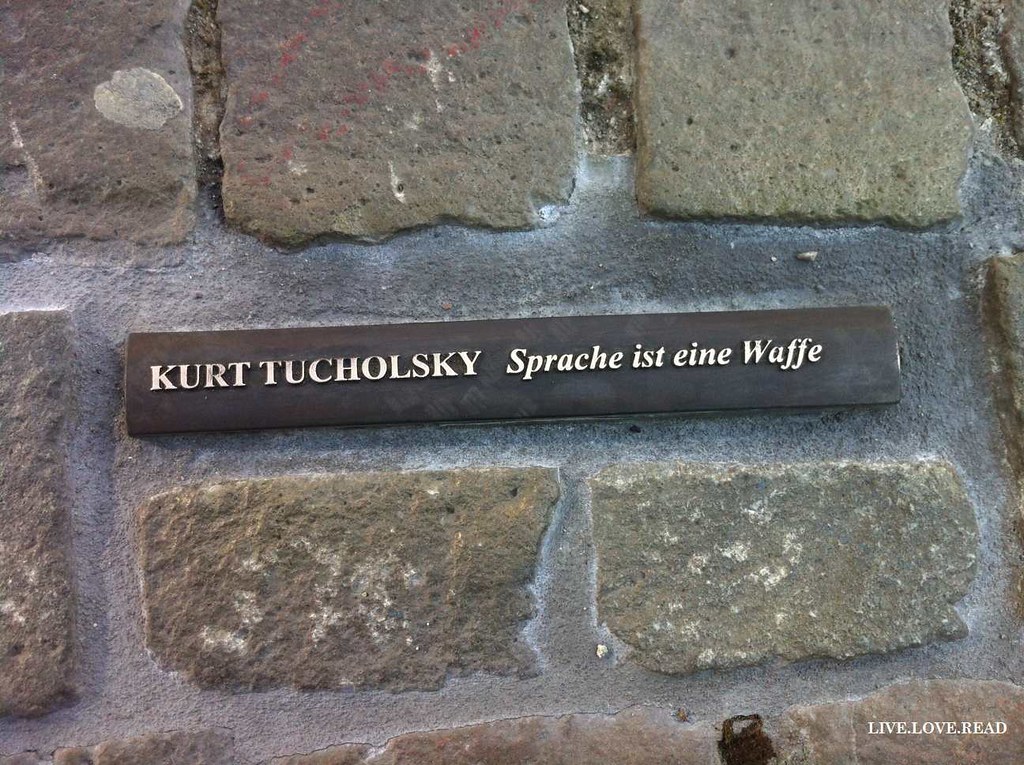 KURT TUCHOLSKY Sprache ist eine Waffe
LIVE.LOVE.READ